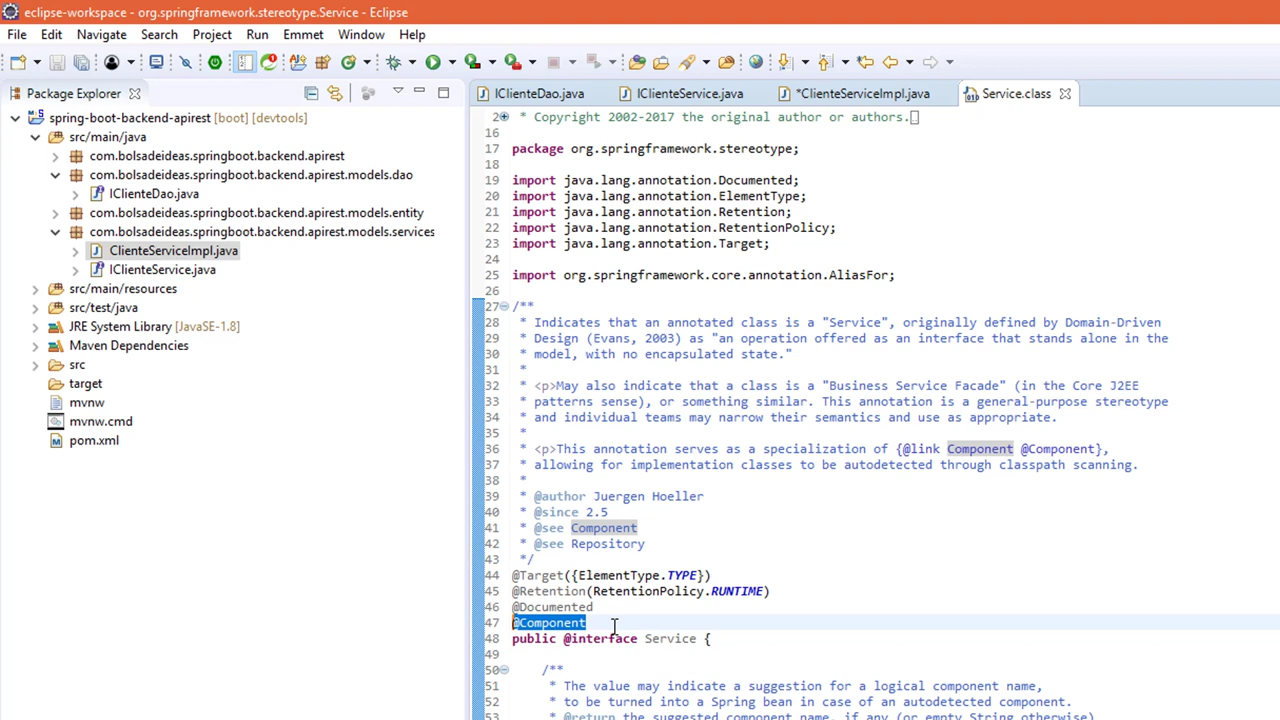 eclipse-workspace - org.springframework.stereotype.Service - Eclipse
File Edit Navigate Search Project Run Emmet Window Help
Package Explorer
spring-boot-backend-apirest [boot] [devtools]
src/main/java
com.bolsadeideas.springboot.backend.apirest
com.bolsadeideas.springboot.backend.apirest.models.dao
IClienteDao.java
com.bolsadeideas.springboot.backend.apirest.models.entity
com.bolsadeideas.springboot.backend.apirest.models.services
ClienteServiceImpl.java
IClienteService.java
src/main/resources
src/test/java
JRE System Library [JavaSE-1.8]
Maven Dependencies
src
target
mvnw
mvnw.cmd
pom.xml
IClienteDao.java IClienteService.java *ClienteServiceImpl.java Service.class
2 * Copyright 2002-2017 the original author or authors.
16
17 package org.springframework.stereotype;
18
19 import java.lang.annotation.Documented;
20 import java.lang.annotation.ElementType;
21 import java.lang.annotation.Retention;
22 import java.lang.annotation.RetentionPolicy;
23 import java.lang.annotation.Target;
24
25 import org.springframework.core.annotation.AliasFor;
26
27 /**
28 * Indicates that an annotated class is a "Service", originally defined by Domain-Driven
29 * Design (Evans, 2003) as "an operation offered as an interface that stands alone in the
30 * model, with no encapsulated state."
31 *
32 * <p>May also indicate that a class is a "Business Service Facade" (in the Core J2EE
33 * patterns sense), or something similar. This annotation is a general-purpose stereotype
34 * and individual teams may narrow their semantics and use as appropriate.
35 *
36 * <p>This annotation serves as a specialization of {@link Component @Component},
37 * allowing for implementation classes to be autodetected through classpath scanning.
38 *
39 * @author Juergen Hoeller
40 * @since 2.5
41 * @see Component
42 * @see Repository
43 */
44 @Target({ElementType.TYPE})
45 @Retention(RetentionPolicy.RUNTIME)
46 @Documented
47 @Component
48 public @interface Service {
49
50 /**
51 * The value may indicate a suggestion for a logical component name,
52 * to be turned into a Spring bean in case of an autodetected component.
53 * @return the suggested component name, if any (or empty String otherwise)